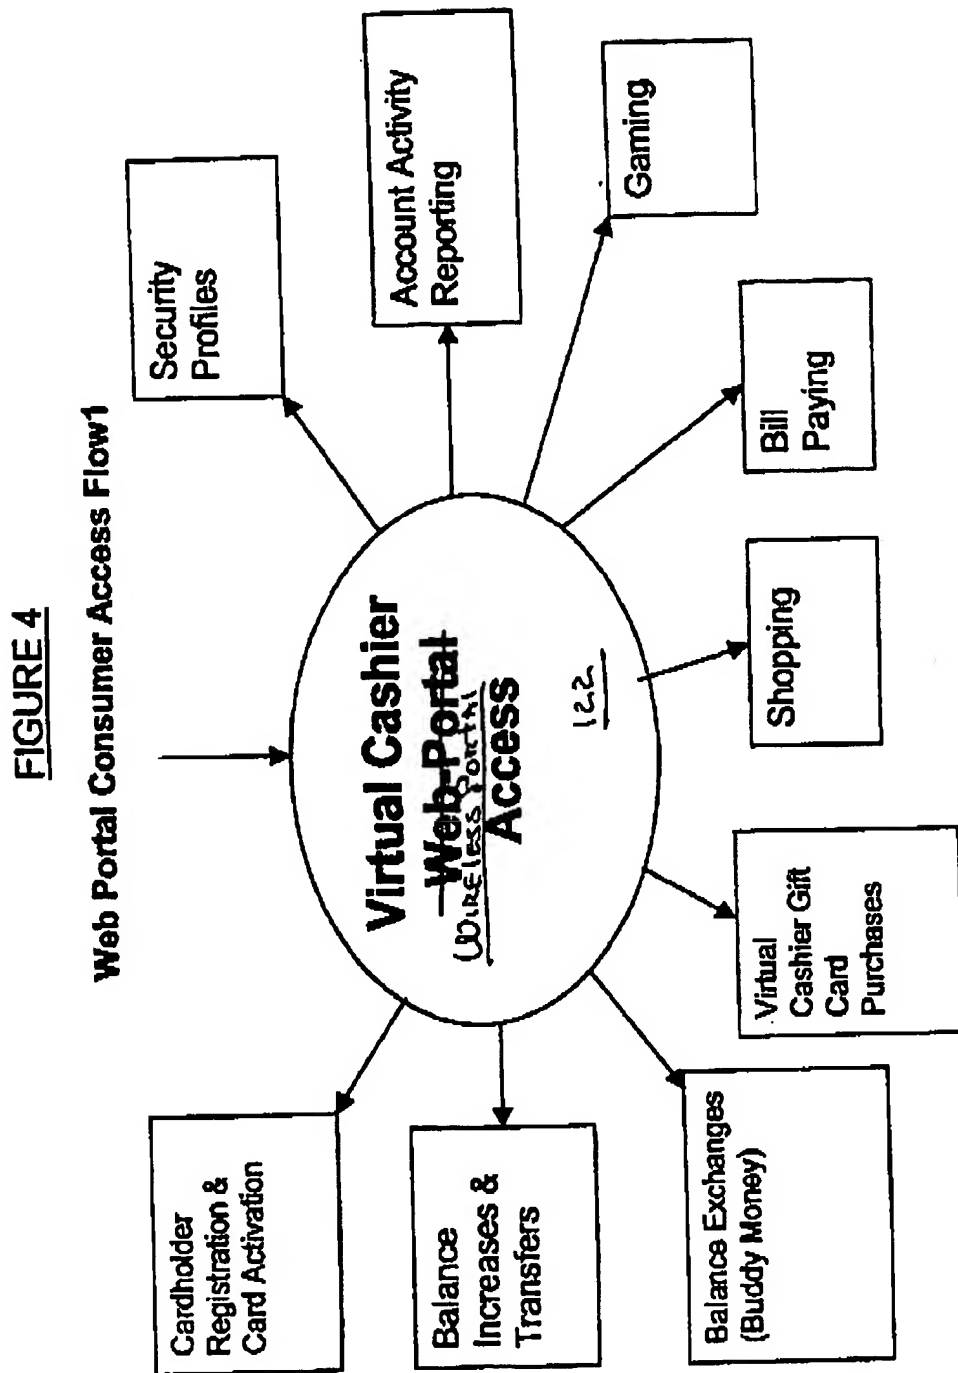 FIGURE 4
Web Portal Consumer Access Flow1
Virtual Cashier
Web-Portal
Wireless Portal
Access
122
Cardholder
Registration &
Card Activation
Balance
Increases &
Transfers
Balance Exchanges
(Buddy Money)
Virtual
Cashier Gift
Card
Purchases
Shopping
Bill
Paying
Gaming
Account Activity
Reporting
Security
Profiles